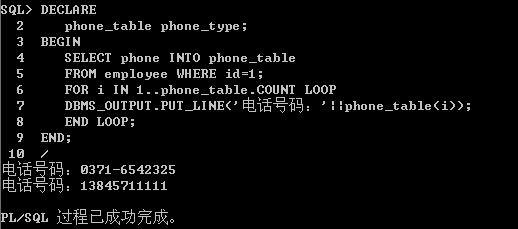 SQL> DECLARE
2 phone_table phone_type;
3 BEGIN
4 SELECT phone INTO phone_table
5 FROM employee WHERE id=1;
6 FOR i IN 1..phone_table.COUNT LOOP
7 DBMS_OUTPUT.PUT_LINE('电话号码：'||phone_table(i));
8 END LOOP;
9 END;
10 /
电话号码：0371-6542325
电话号码：13845711111
PL/SQL 过程已成功完成。